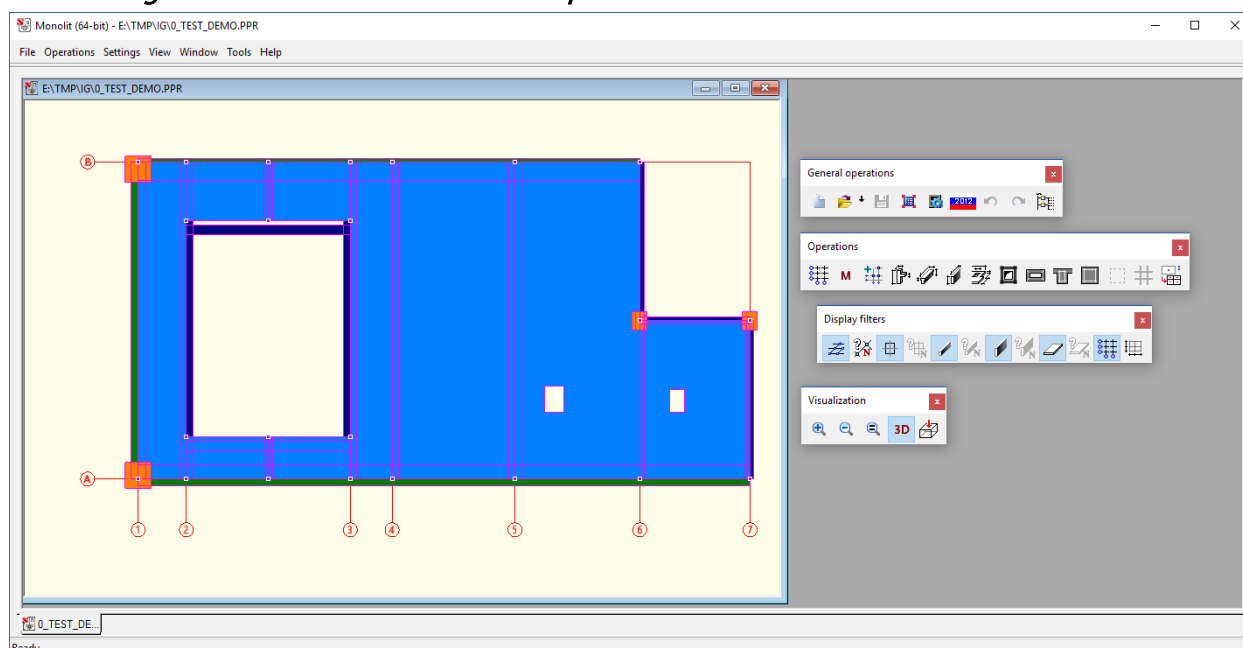 Monolit (64-bit) - E:\TMP\IG\0_TEST_DEMO.PPR
File Operations Settings View Window Tools Help
E:\TMP\IG\0_TEST_DEMO.PPR
B
A
1 2 3 4 5 6 7
General operations
2012
Operations
M
Display filters
Visualization
3D
0_TEST_DE...
Ready